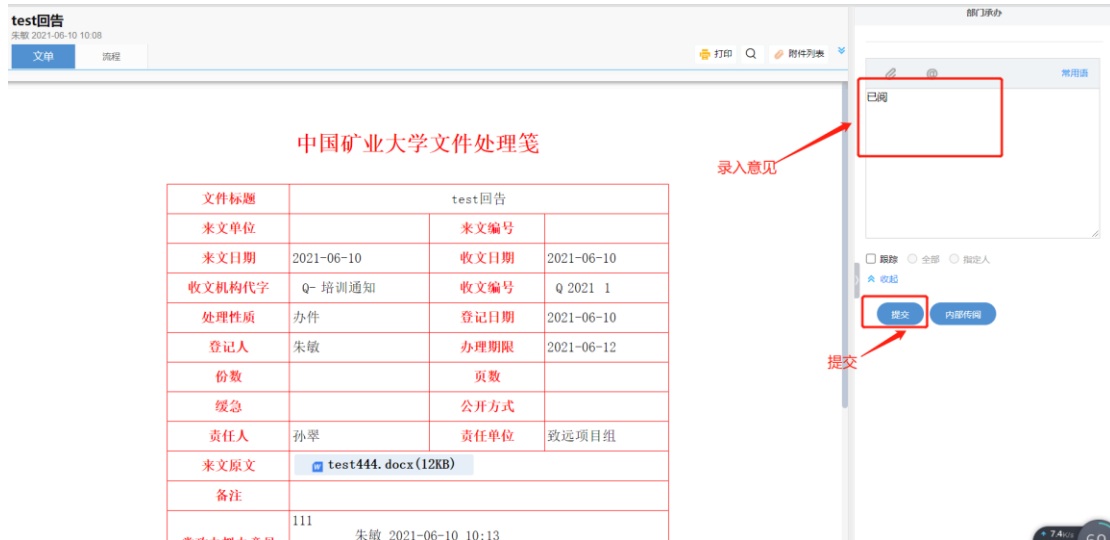 test回告
朱敏 2021-06-10 10:08
文单 流程
打印 附件列表
部门承办
@ 常用语
已阅
录入意见
跟踪 全部 指定人
收起
提交 内部传阅
提交
中国矿业大学文件处理笺
文件标题 test回告
来文单位 来文编号
来文日期 2021-06-10 收文日期 2021-06-10
收文机构代字 Q- 培训通知 收文编号 Q 2021 1
处理性质 办件 登记日期 2021-06-10
登记人 朱敏 办理期限 2021-06-12
份数 页数
缓急 公开方式
责任人 孙翠 责任单位 致远项目组
来文原文 test444.docx(12KB)
备注
111
朱敏 2021-06-10 10:13
7.4K/s